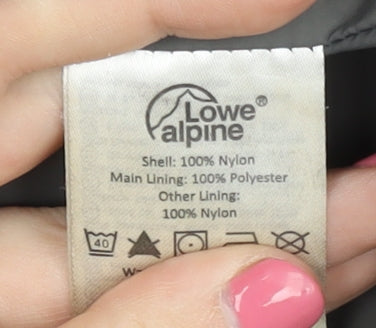 Lowe®
alpine
Shell: 100% Nylon
Main Lining: 100% Polyester
Other Lining:
100% Nylon
40